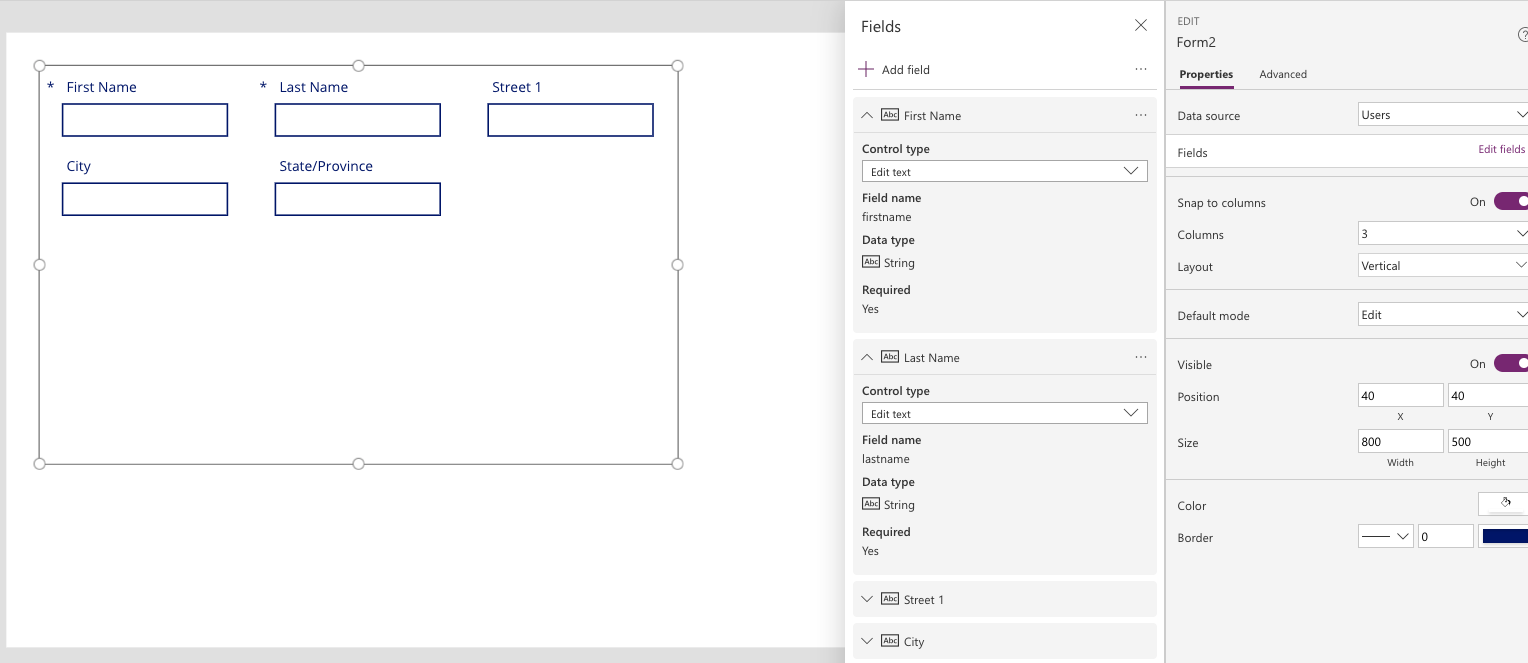 * First Name
* Last Name
Street 1
City
State/Province
Fields
Add field
Abc First Name
Control type
Edit text
Field name
firstname
Data type
Abc String
Required
Yes
Abc Last Name
Control type
Edit text
Field name
lastname
Data type
Abc String
Required
Yes
Abc Street 1
Abc City
EDIT
Form2
?
Properties
Advanced
Data source
Users
Fields
Edit fields
Snap to columns
On
Columns
3
Layout
Vertical
Default mode
Edit
Visible
On
Position
40
40
X
Y
Size
800
500
Width
Height
Color
Border
0